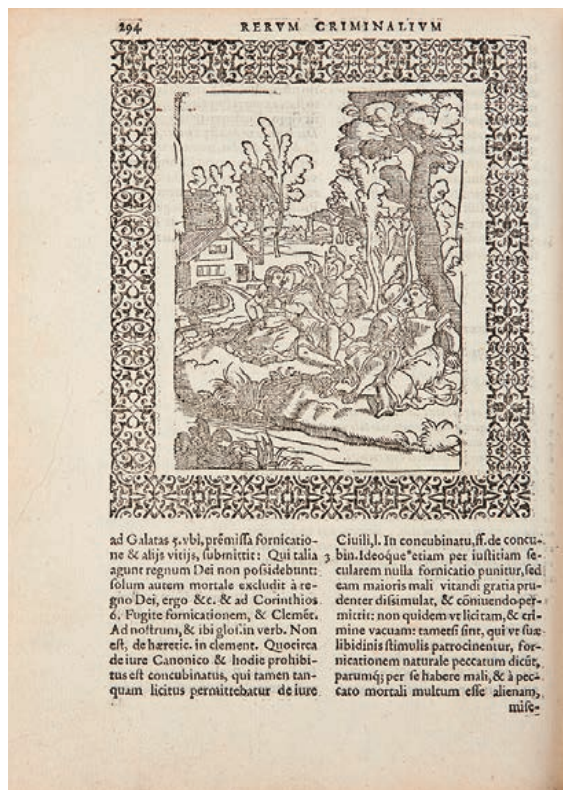 294 RERVM CRIMINALIVM
ad Galatas 5. vbi, prēmissa fornicatio-
ne & alijs vitijs, submittit: Qui talia
agunt regnum Dei non possidebunt:
solum autem mortale excludit à re-
gno Dei, ergo &c. & ad Corinthios
6. Fugite fornicationem, & Clemēt.
Ad nostrum, & ibi glos. in verb. Non
est, de hæretic. in clement. Quocirca
de iure Canonico & hodie prohibi-
tus est concubinatus, qui tamen tan-
quam licitus permittebatur de iure
Ciuili, l. In concubinatu, ff. de concu-
3 bin. Ideoque etiam per iustitiam se-
cularem nulla fornicatio punitur, sed
eam maioris mali vitandi gratia pru-
denter dissimulat, & coniuendo per-
mittit: non quidem vt licitam, & cri-
mine vacuam: tametsi sint, qui vt suæ
libidinis stimulis patrocinentur, for-
nicationem naturale peccatum dicūt,
parumq; per se habere mali, & à pec-
cato mortali multum esse alienam,
mise-